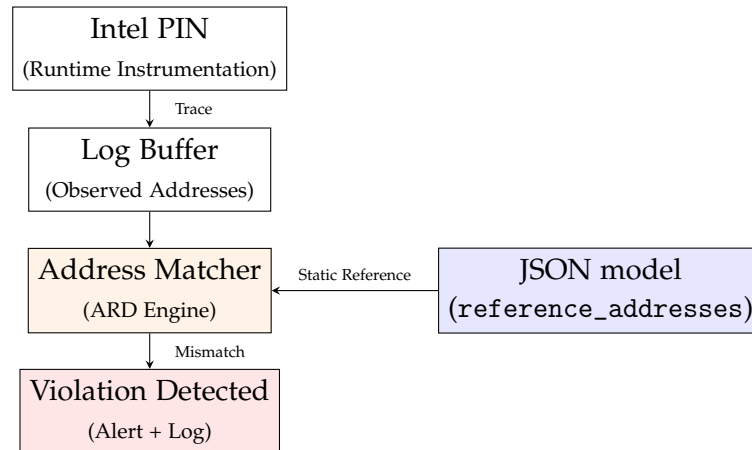 Intel PIN
(Runtime Instrumentation)
Trace
Log Buffer
(Observed Addresses)
Address Matcher
(ARD Engine)
Static Reference
JSON model
(reference_addresses)
Mismatch
Violation Detected
(Alert + Log)